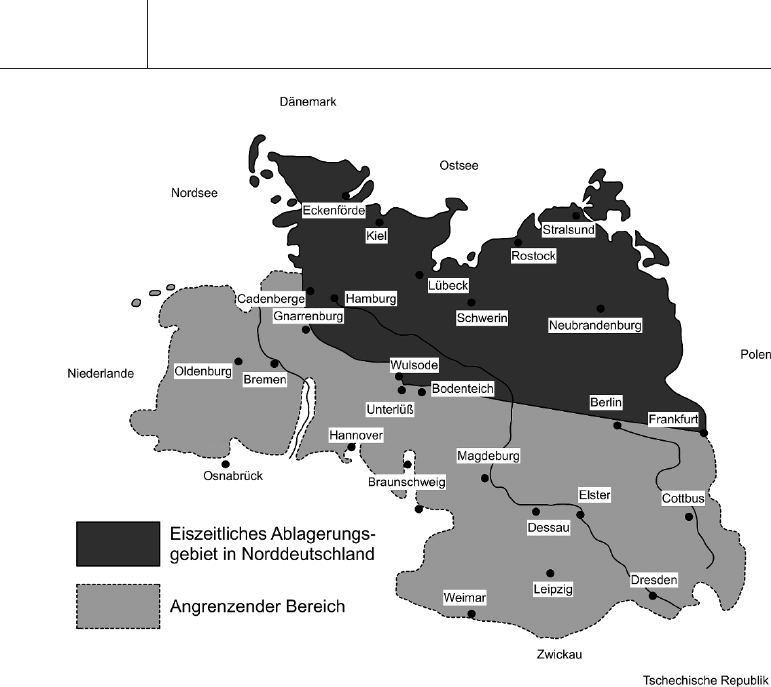 Dänemark
Ostsee
Nordsee
Eckenförde
Kiel
Stralsund
Rostock
Lübeck
Cadenberge
Hamburg
Schwerin
Gnarrenburg
Neubrandenburg
Polen
Wulsode
Niederlande
Oldenburg
Bremen
Bodenteich
Berlin
Unterlüß
Frankfurt
Hannover
Magdeburg
Osnabrück
Braunschweig
Elster
Cottbus
Dessau
Eiszeitliches Ablagerungs-
gebiet in Norddeutschland
Dresden
Leipzig
Weimar
Angrenzender Bereich
Zwickau
Tschechische Republik